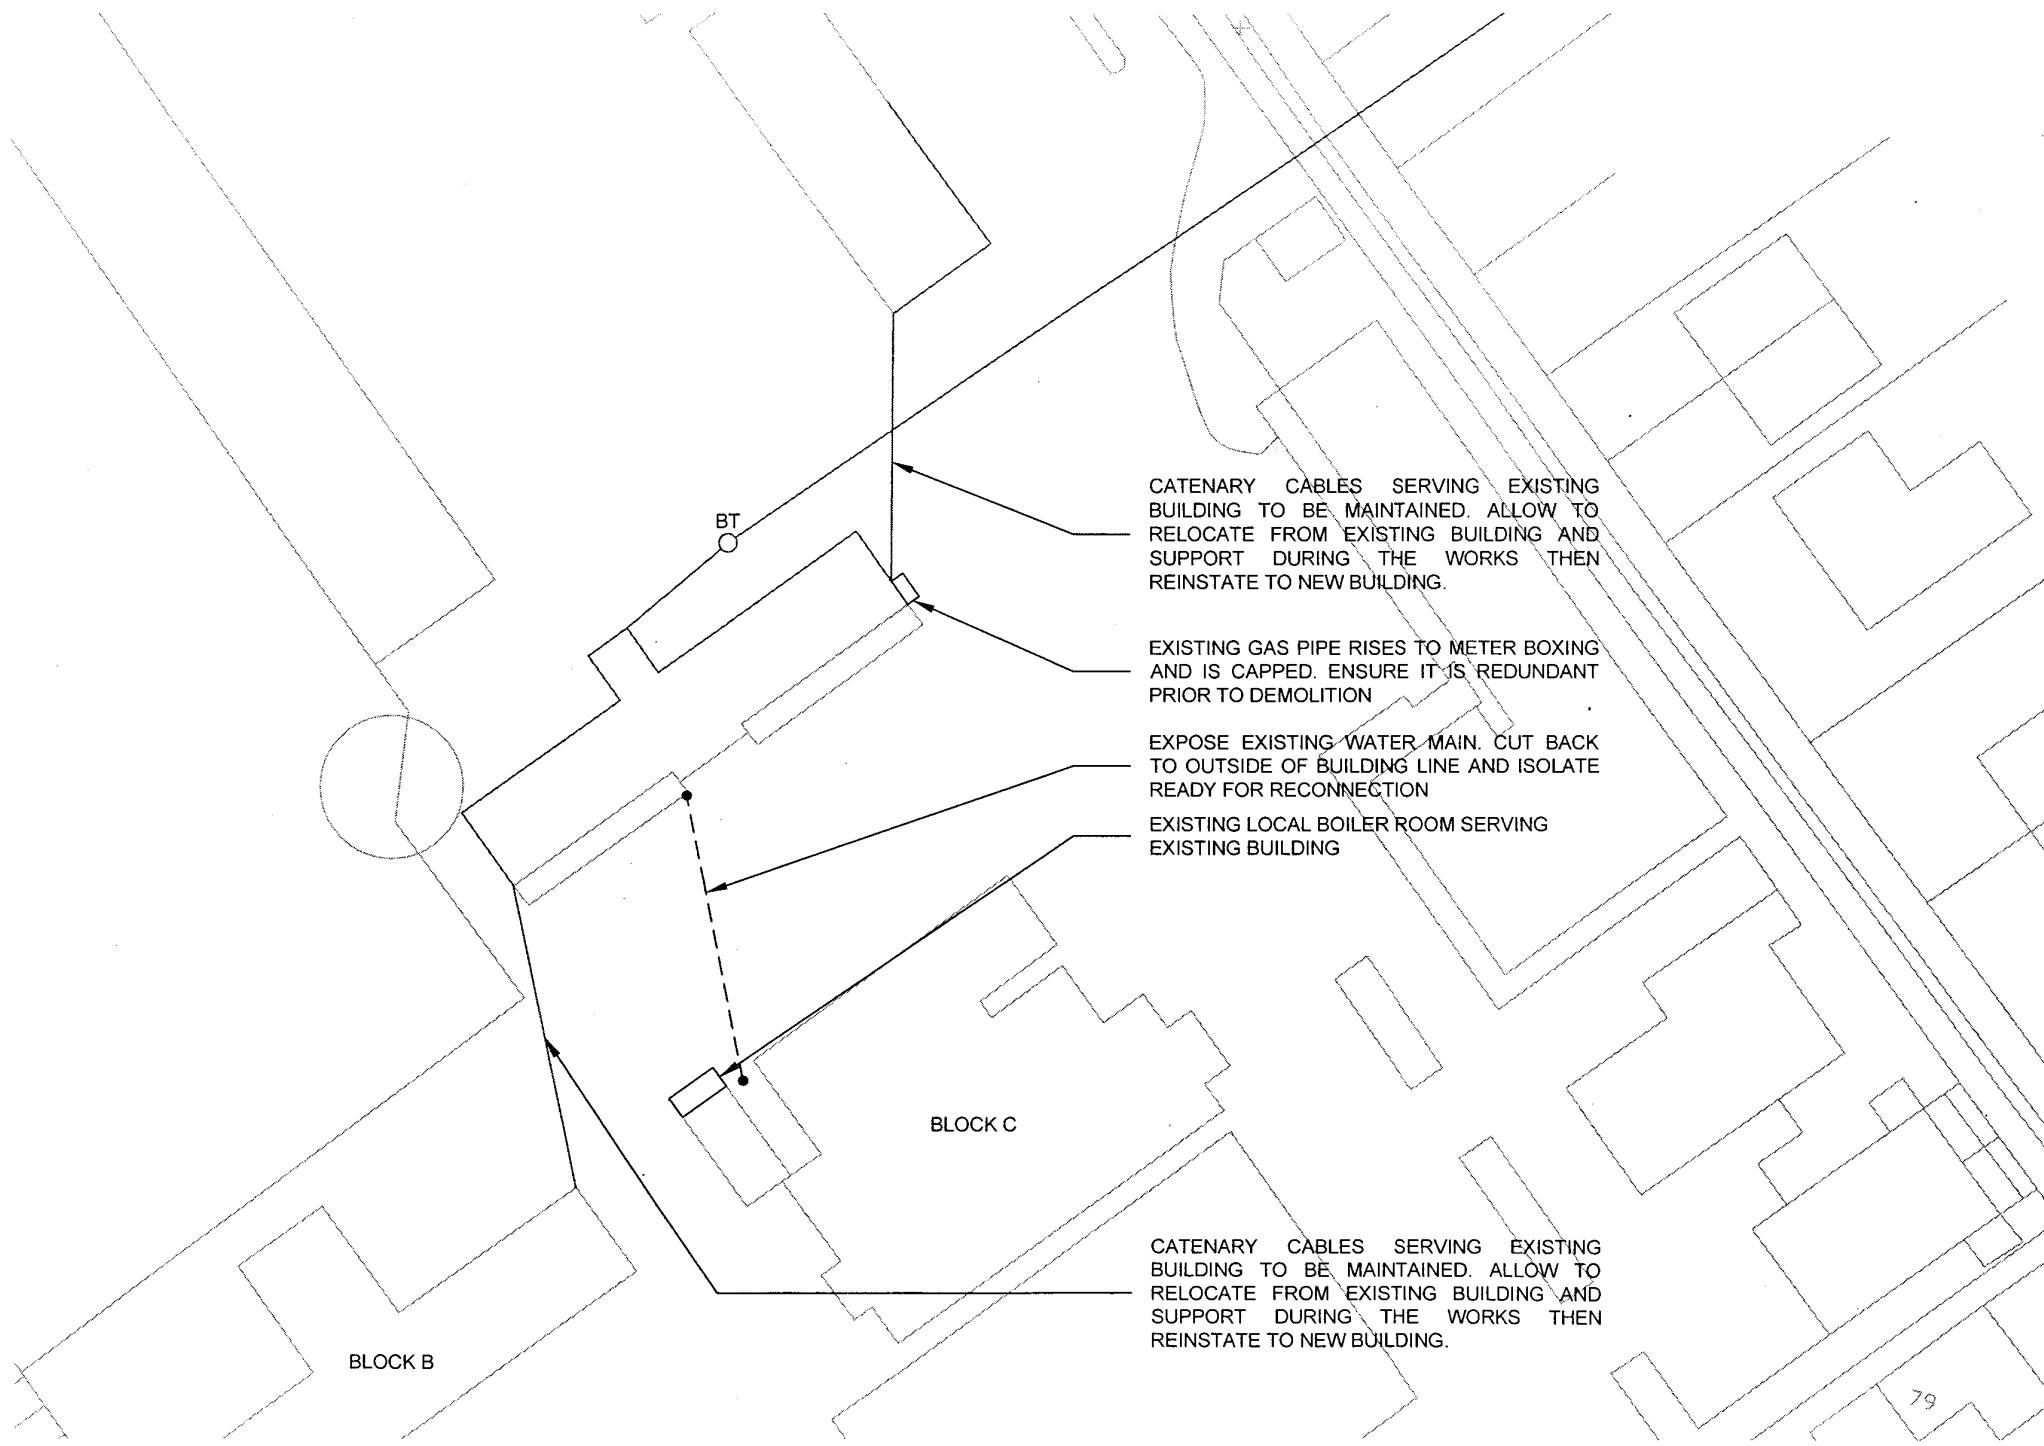 BT
CATENARY CABLES SERVING EXISTING
BUILDING TO BE MAINTAINED. ALLOW TO
RELOCATE FROM EXISTING BUILDING AND
SUPPORT DURING THE WORKS THEN
REINSTATE TO NEW BUILDING.
EXISTING GAS PIPE RISES TO METER BOXING
AND IS CAPPED. ENSURE IT IS REDUNDANT
PRIOR TO DEMOLITION
EXPOSE EXISTING WATER MAIN. CUT BACK
TO OUTSIDE OF BUILDING LINE AND ISOLATE
READY FOR RECONNECTION
EXISTING LOCAL BOILER ROOM SERVING
EXISTING BUILDING
BLOCK C
CATENARY CABLES SERVING EXISTING
BUILDING TO BE MAINTAINED. ALLOW TO
RELOCATE FROM EXISTING BUILDING AND
SUPPORT DURING THE WORKS THEN
REINSTATE TO NEW BUILDING.
BLOCK B
79